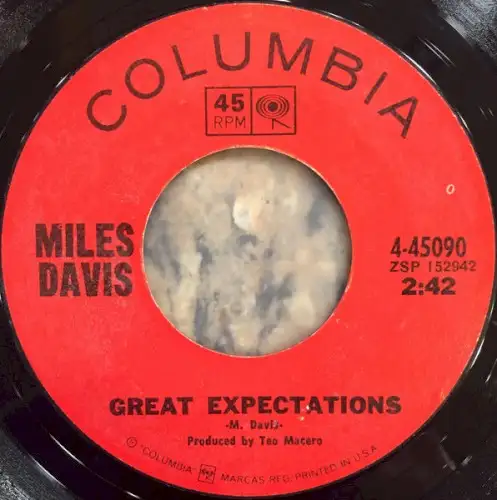 COLUMBIA
45
RPM
MILES
DAVIS
4-45090
ZSP 152942
2:42
GREAT EXPECTATIONS
-M. Davis-
Produced by Teo Macero
℗ "COLUMBIA" MARCAS REG. PRINTED IN U.S.A.